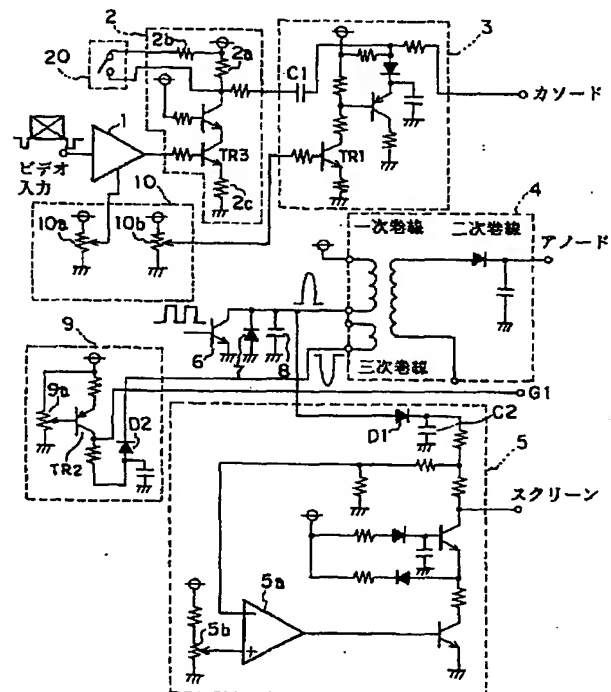 2
3
20
2b
2a
C1
カソード
1
TR3
TR1
ビデオ
入力
2c
10
10a
10b
4
一次巻線
二次巻線
アノード
三次巻線
9
6
7
8
9a
D2
TR2
G1
D1
C2
5
スクリーン
5a
5b